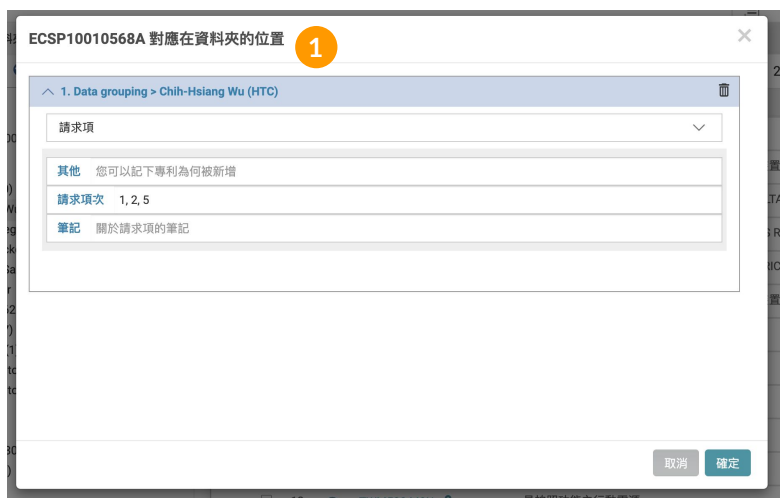 ECSP10010568A 對應在資料夾的位置
1
1. Data grouping > Chih-Hsiang Wu (HTC)
請求項
其他 您可以記下專利為何被新增
請求項次 1, 2, 5
筆記 關於請求項的筆記
取消 確定